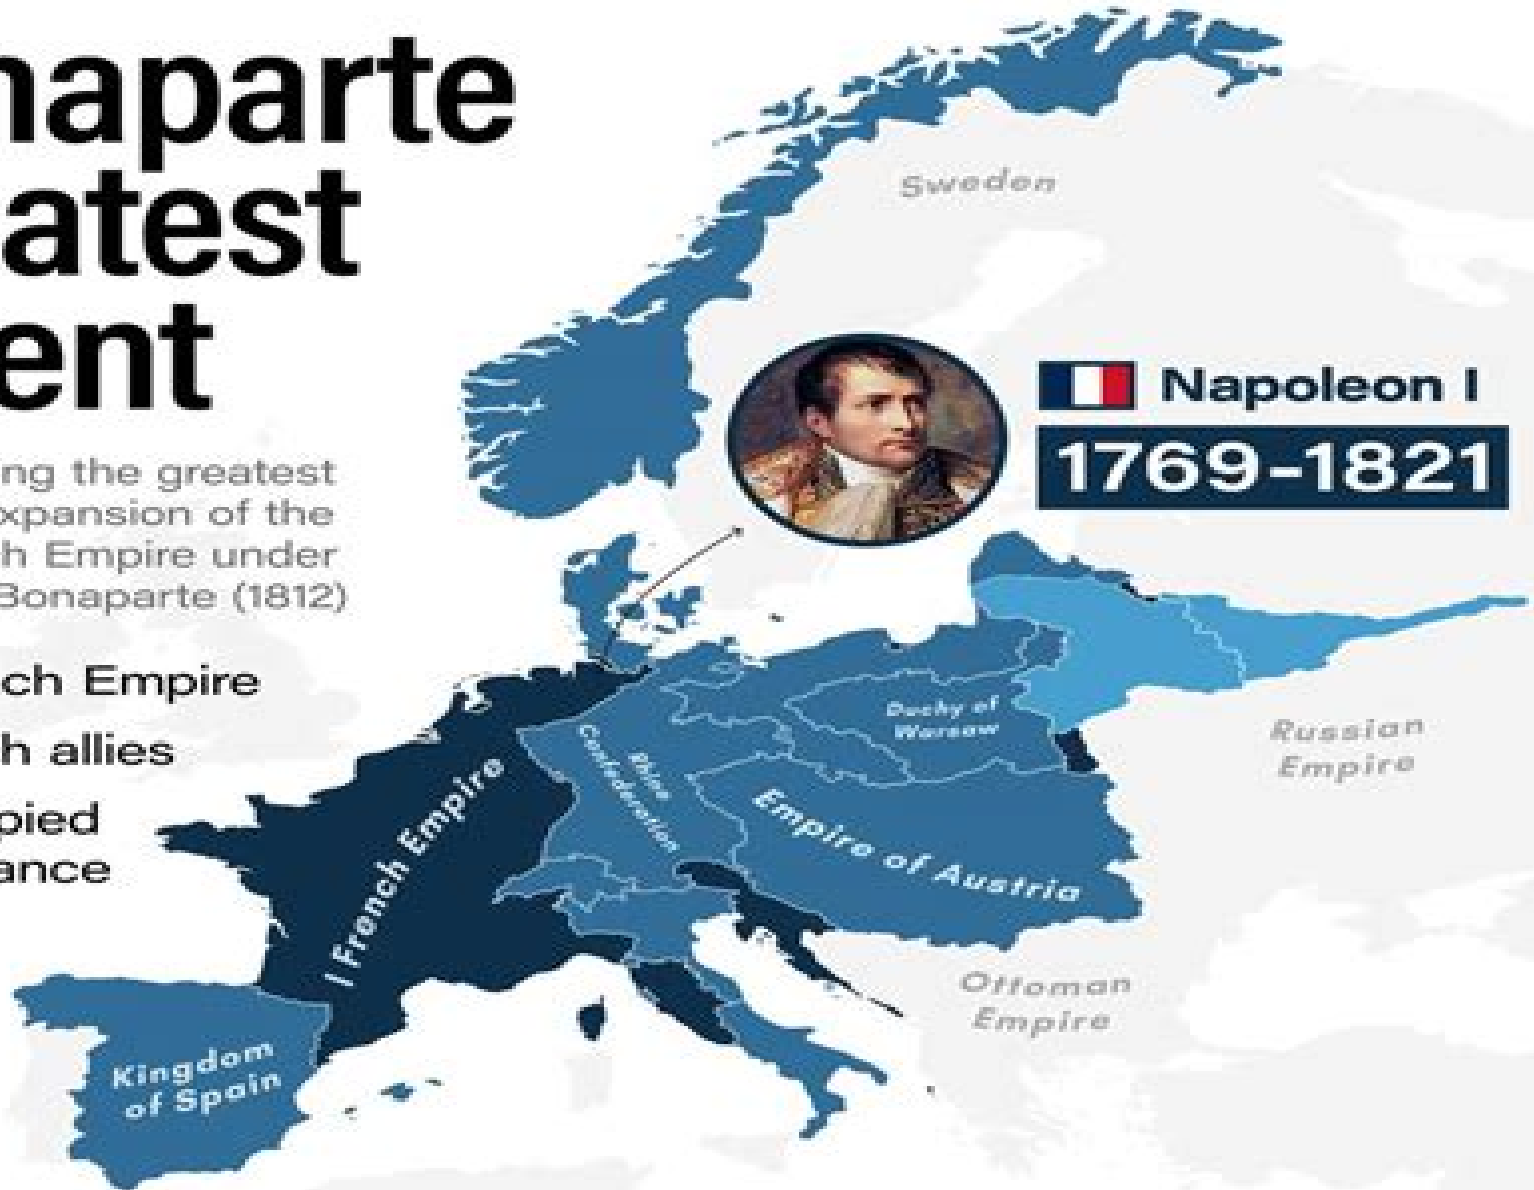 naparte
atest
ent
ing the greatest
xpansion of the
h Empire under
Bonaparte (1812)
ch Empire
h allies
pied
ance
Sweden
Napoleon I
1769-1821
Duchy of
Warsaw
Rhine
Confederation
Empire of Austria
I French Empire
Kingdom
of Spain
Russian
Empire
Ottoman
Empire